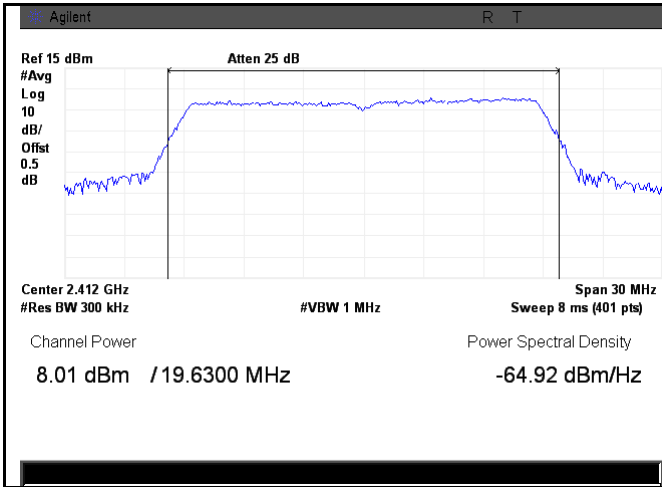 Agilent R T
Ref 15 dBm Atten 25 dB
#Avg
Log
10
dB/
Offst
0.5
dB
Center 2.412 GHz Span 30 MHz
#Res BW 300 kHz #VBW 1 MHz Sweep 8 ms (401 pts)
Channel Power Power Spectral Density
8.01 dBm /19.6300 MHz -64.92 dBm/Hz